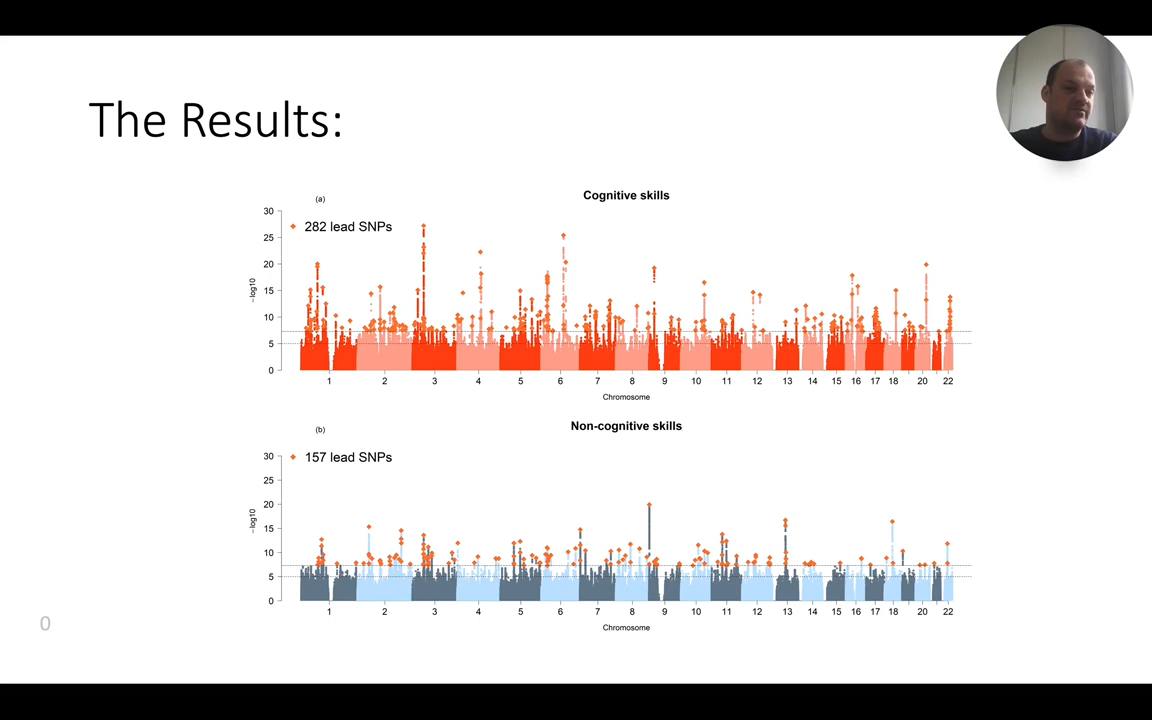 The Results:
(a)
Cognitive skills
282 lead SNPs
30
25
20
15
10
5
0
−log10
1 2 3 4 5 6 7 8 9 10 11 12 13 14 15 16 17 18 20 22
Chromosome
(b)
Non-cognitive skills
157 lead SNPs
30
25
20
15
10
5
0
−log10
1 2 3 4 5 6 7 8 9 10 11 12 13 14 15 16 17 18 20 22
Chromosome
0